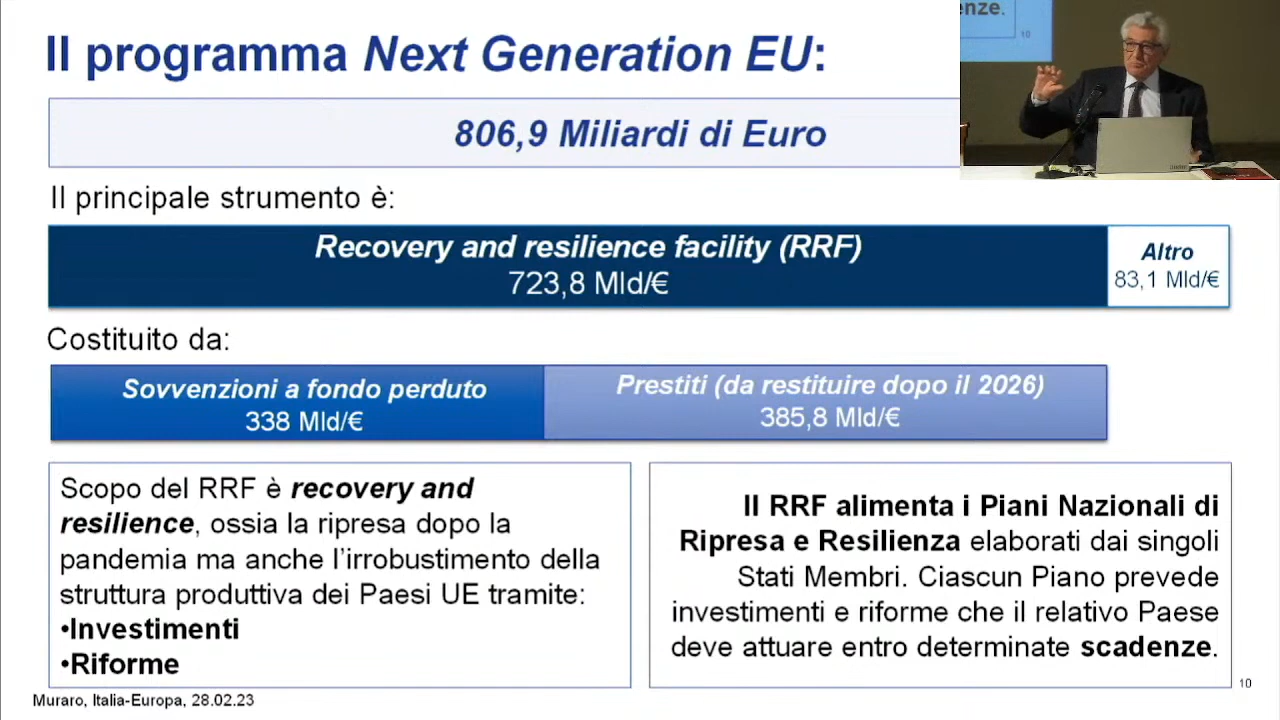 Il programma Next Generation EU:
806,9 Miliardi di Euro
Il principale strumento è:
Recovery and resilience facility (RRF)
723,8 Mld/€
Altro
83,1 Mld/€
Costituito da:
Sovvenzioni a fondo perduto
338 Mld/€
Prestiti (da restituire dopo il 2026)
385,8 Mld/€
Scopo del RRF è recovery and
resilience, ossia la ripresa dopo la
pandemia ma anche l'irrobustimento della
struttura produttiva dei Paesi UE tramite:
•Investimenti
•Riforme
Il RRF alimenta i Piani Nazionali di
Ripresa e Resilienza elaborati dai singoli
Stati Membri. Ciascun Piano prevede
investimenti e riforme che il relativo Paese
deve attuare entro determinate scadenze.
Muraro, Italia-Europa, 28.02.23
10
enze.
10